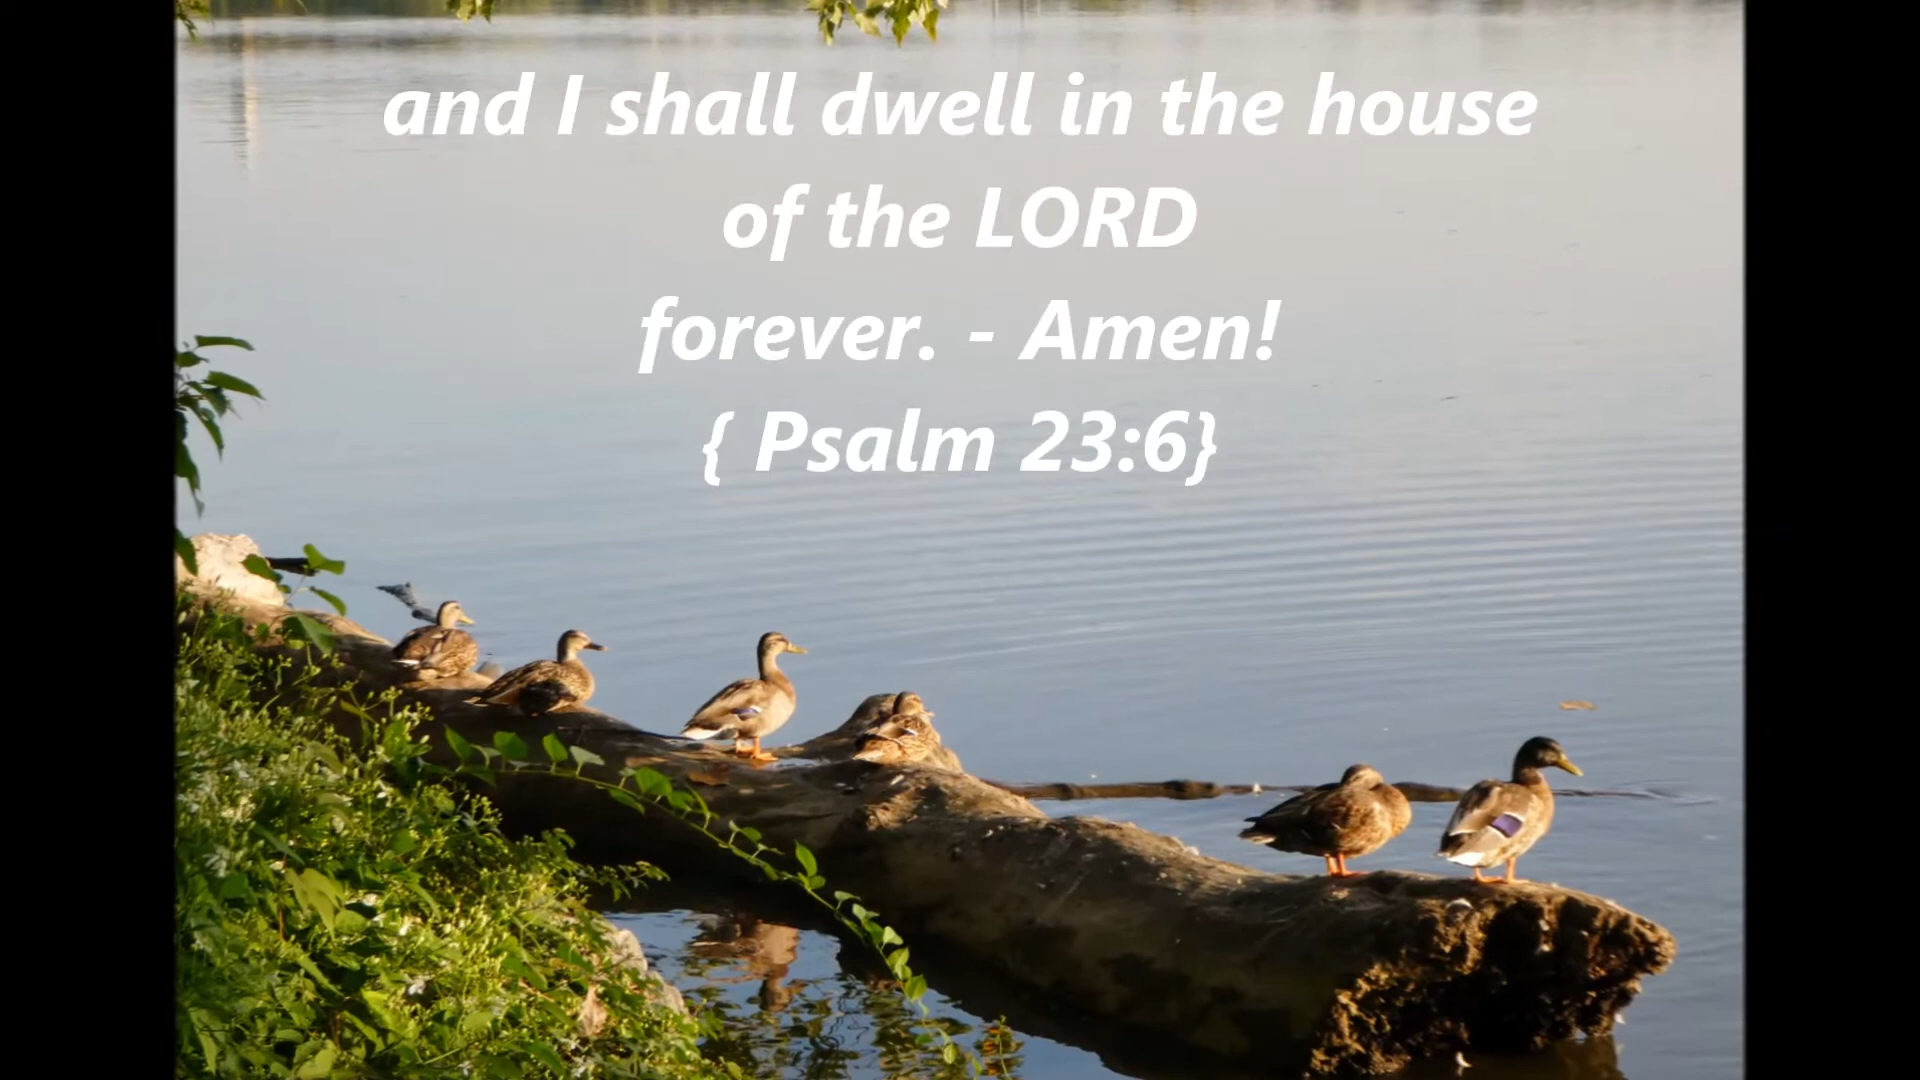 and I shall dwell in the house
of the LORD
forever. - Amen!
{ Psalm 23:6}